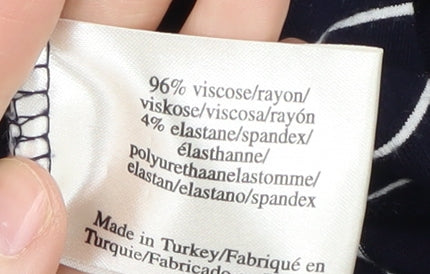 96% viscose/rayon/
viskose/viscosa/rayón
4% elastane/spandex/
élasthanne/
polyurethaanelastomme/
elastan/elastano/spandex
Made in Turkey/Fabriqué en
Turquie/Fabricado